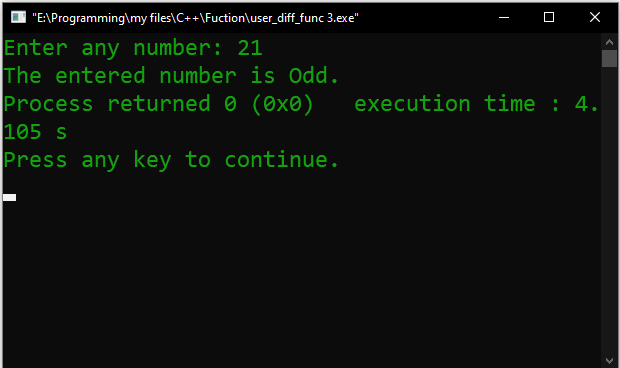 "E:\Programming\my files\C++\Fuction\user_diff_func 3.exe"
Enter any number: 21
The entered number is Odd.
Process returned 0 (0x0)   execution time : 4.
105 s
Press any key to continue.